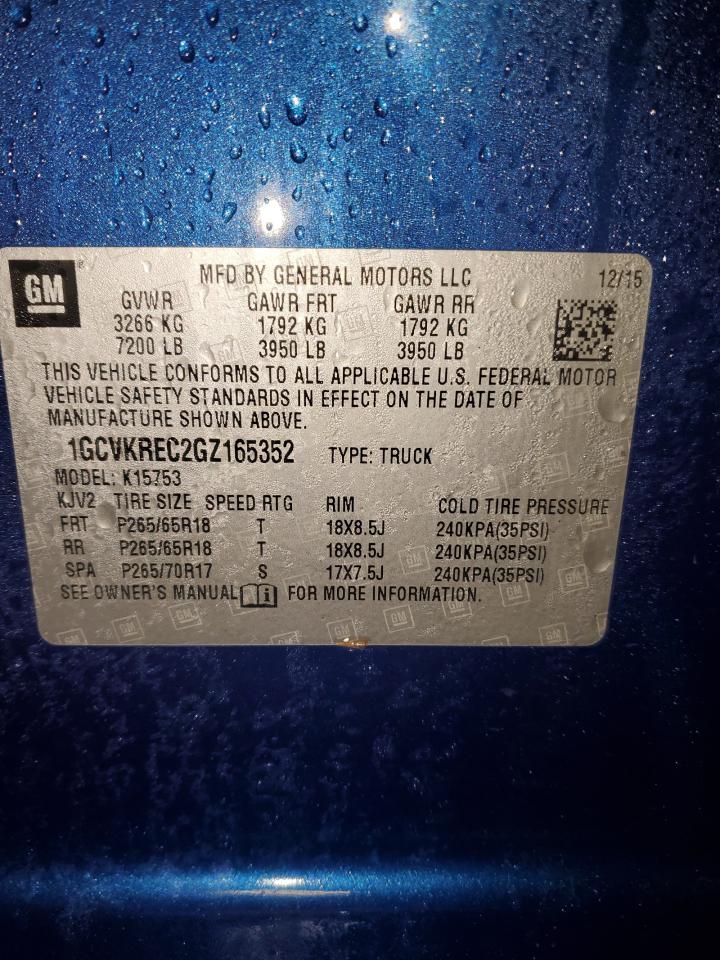 GM
MFD BY GENERAL MOTORS LLC 12/15
GVWR GAWR FRT GAWR RR
3266 KG 1792 KG 1792 KG
7200 LB 3950 LB 3950 LB
THIS VEHICLE CONFORMS TO ALL APPLICABLE U.S. FEDERAL MOTOR
VEHICLE SAFETY STANDARDS IN EFFECT ON THE DATE OF
MANUFACTURE SHOWN ABOVE.
1GCVKREC2GZ165352 TYPE: TRUCK
MODEL: K15753
KJV2 TIRE SIZE SPEED RTG RIM COLD TIRE PRESSURE
FRT P265/65R18 T 18X8.5J 240KPA(35PSI)
RR P265/65R18 T 18X8.5J 240KPA(35PSI)
SPA P265/70R17 S 17X7.5J 240KPA(35PSI)
SEE OWNER'S MANUAL i FOR MORE INFORMATION.